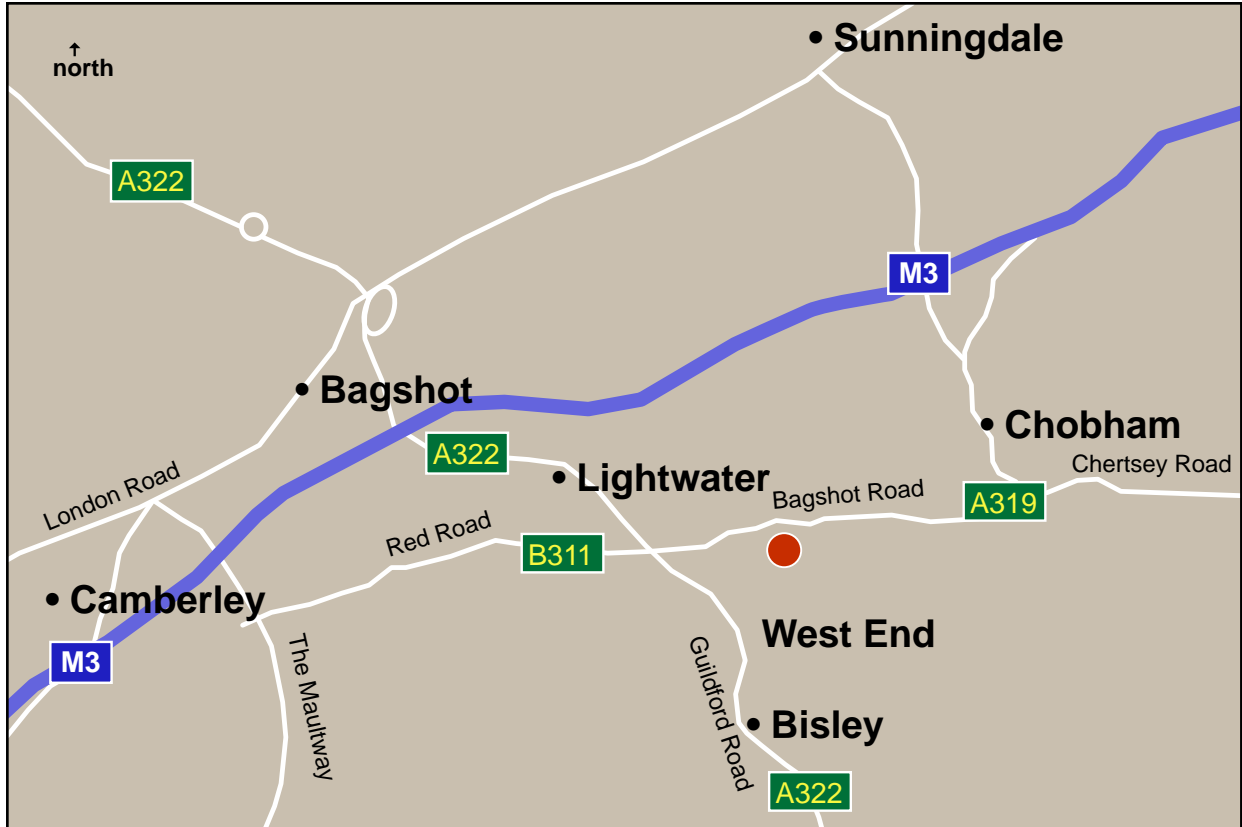 Sunningdale
↑
north
A322
M3
Bagshot
Chobham
A322
Lightwater
Chertsey Road
London Road
Bagshot Road
A319
Red Road
B311
Camberley
West End
M3
The Maultway
Guildford Road
Bisley
A322